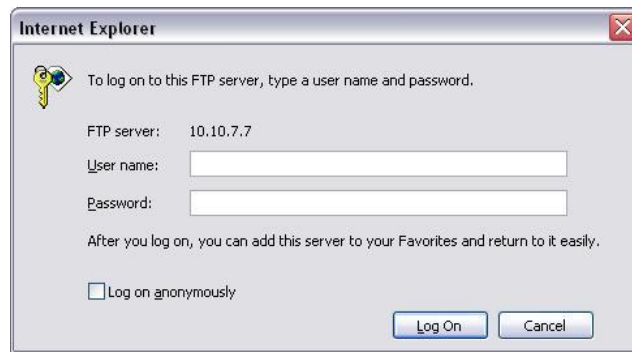 Internet Explorer
To log on to this FTP server, type a user name and password.
FTP server: 10.10.7.7
User name:
Password:
After you log on, you can add this server to your Favorites and return to it easily.
Log on anonymously
Log On Cancel